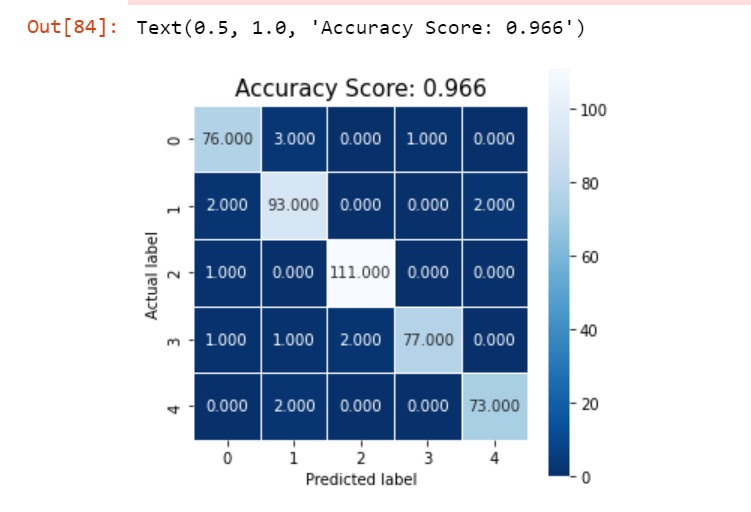 Out[84]: Text(0.5, 1.0, 'Accuracy Score: 0.966')
Accuracy Score: 0.966
100
80
60
40
20
0
Actual label
0 76.000 3.000 0.000 1.000 0.000
1 2.000 93.000 0.000 0.000 2.000
2 1.000 0.000 111.000 0.000 0.000
3 1.000 1.000 2.000 77.000 0.000
4 0.000 2.000 0.000 0.000 73.000
0 1 2 3 4
Predicted label